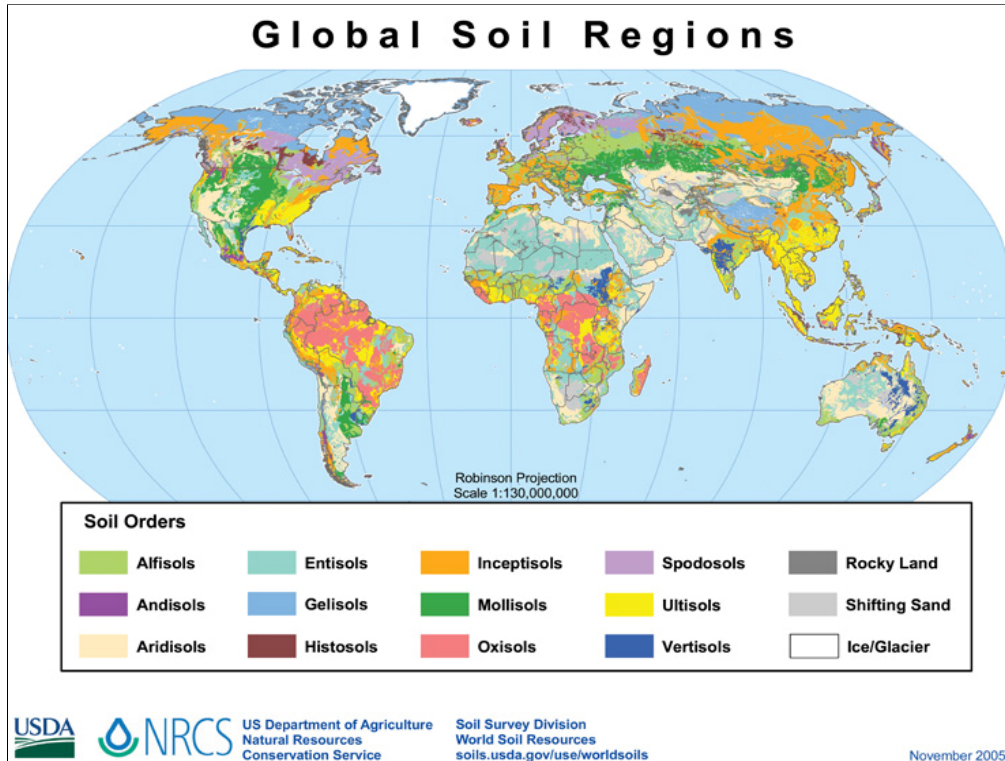 Global Soil Regions
Robinson Projection
Scale 1:130,000,000
Soil Orders
Alfisols
Entisols
Inceptisols
Spodosols
Rocky Land
Andisols
Gelisols
Mollisols
Ultisols
Shifting Sand
Aridisols
Histosols
Oxisols
Vertisols
Ice/Glacier
USDA
NRCS
US Department of Agriculture
Natural Resources
Conservation Service
Soil Survey Division
World Soil Resources
soils.usda.gov/use/worldsoils
November 2005